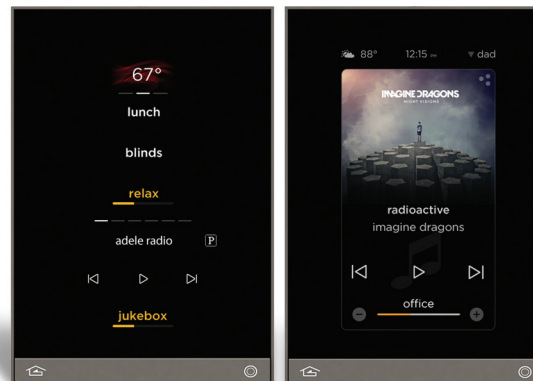 67°
lunch
blinds
relax
adele radio P
jukebox
88° 12:15 dad
IMAGINE DRAGONS
NIGHT VISIONS
radioactive
imagine dragons
office